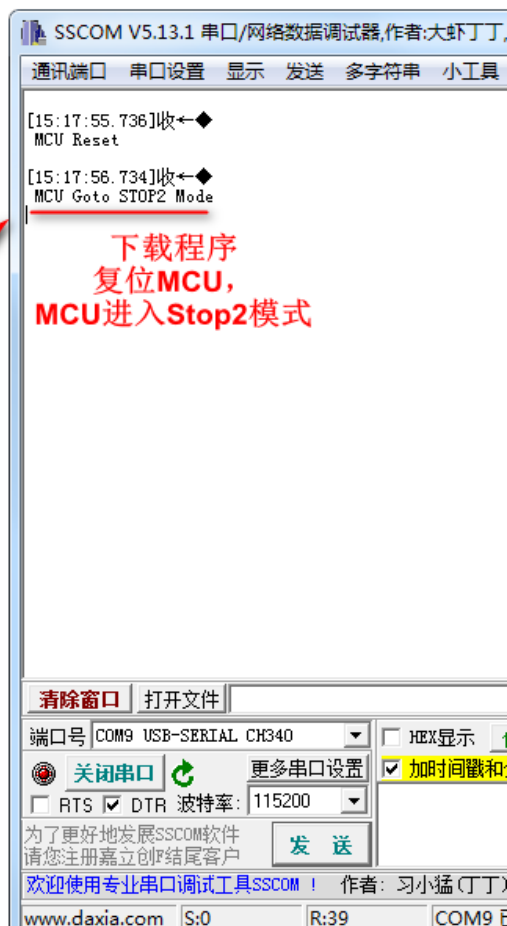 SSCOM V5.13.1 串口/网络数据调试器,作者:大虾丁丁,
通讯端口 串口设置 显示 发送 多字符串 小工具
[15:17:55.736]收←◆
MCU Reset
[15:17:56.734]收←◆
MCU Goto STOP2 Mode
下载程序
复位MCU，
MCU进入Stop2模式
清除窗口 打开文件
端口号 COM9 USB-SERIAL CH340 HEX显示
关闭串口 更多串口设置 加时间戳和
RTS DTR 波特率: 115200
为了更好地发展SSCOM软件
请您注册嘉立创F结尾客户
发 送
欢迎使用专业串口调试工具SSCOM ! 作者: 习小猛(丁丁)
www.daxia.com S:0 R:39 COM9